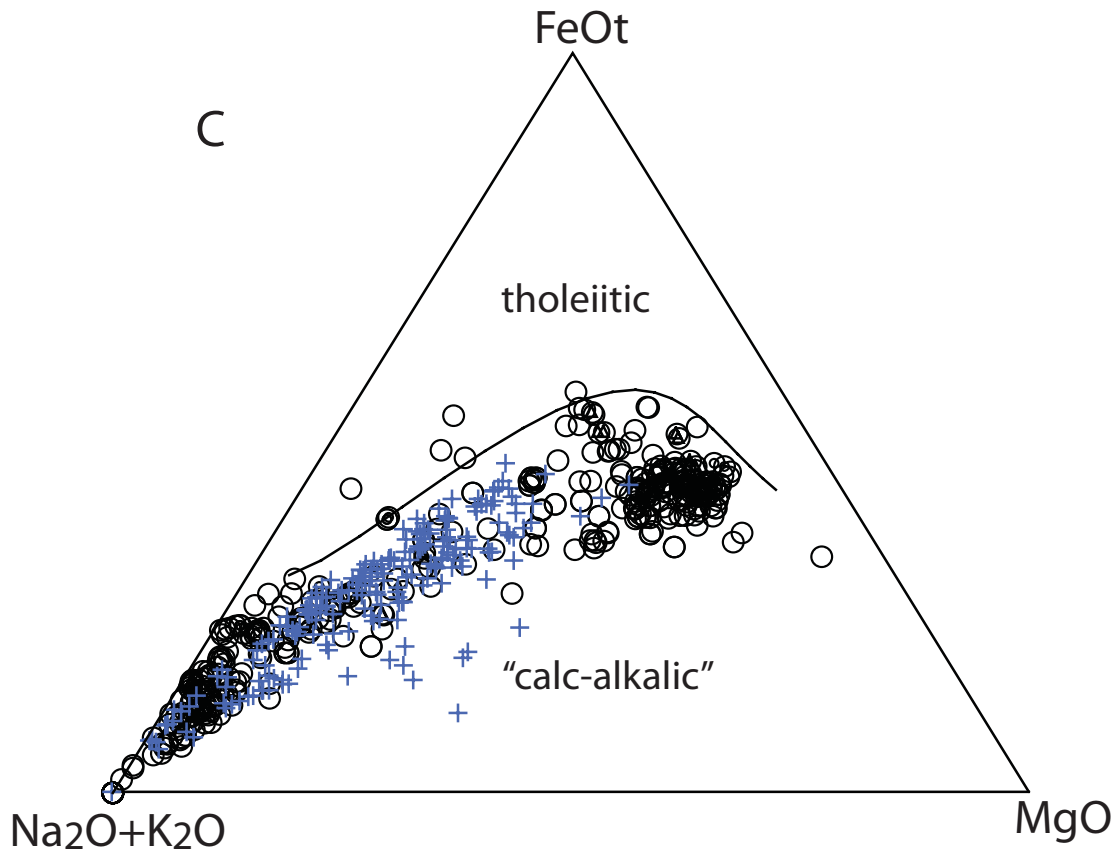 FeOt
C
tholeiitic
“calc-alkalic”
Na2O+K2O
MgO